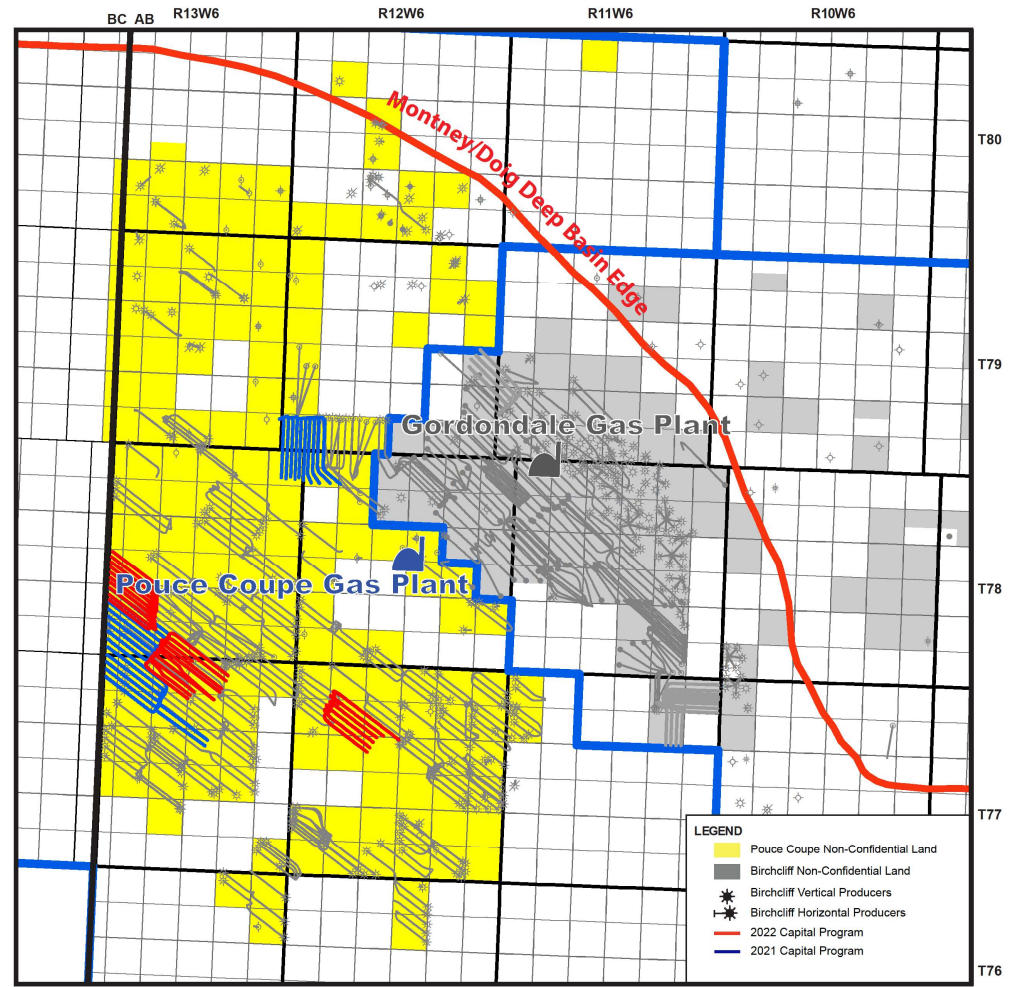 BC AB R13W6 R12W6 R11W6 R10W6
Montney/Doig Deep Basin Edge
T80
T79
Gordondale Gas Plant
Pouce Coupe Gas Plant
T78
T77
LEGEND
Pouce Coupe Non-Confidential Land
Birchcliff Non-Confidential Land
Birchcliff Vertical Producers
Birchcliff Horizontal Producers
2022 Capital Program
2021 Capital Program
T76